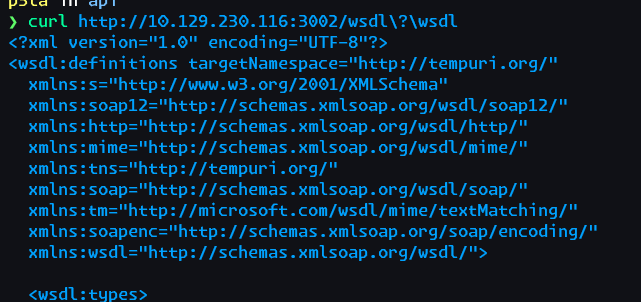 ❯ curl http://10.129.230.116:3002/wsdl\?\wsdl
<?xml version="1.0" encoding="UTF-8"?>
<wsdl:definitions targetNamespace="http://tempuri.org/"
xmlns:s="http://www.w3.org/2001/XMLSchema"
xmlns:soap12="http://schemas.xmlsoap.org/wsdl/soap12/"
xmlns:http="http://schemas.xmlsoap.org/wsdl/http/"
xmlns:mime="http://schemas.xmlsoap.org/wsdl/mime/"
xmlns:tns="http://tempuri.org/"
xmlns:soap="http://schemas.xmlsoap.org/wsdl/soap/"
xmlns:tm="http://microsoft.com/wsdl/mime/textMatching/"
xmlns:soapenc="http://schemas.xmlsoap.org/soap/encoding/"
xmlns:wsdl="http://schemas.xmlsoap.org/wsdl/">
<wsdl:types>